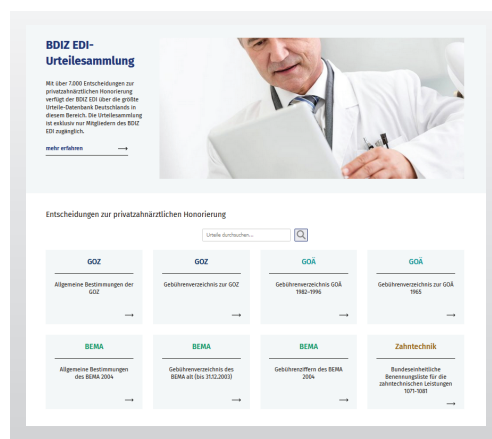 BDIZ EDI-
Urteilesammlung
Mit über 7.000 Entscheidungen zur
privatzahnärztlichen Honorierung
verfügt der BDIZ EDI über die größte
Urteile-Datenbank Deutschlands in
diesem Bereich. Die Urteilesammlung
ist exklusiv nur Mitgliedern des BDIZ
EDI zugänglich.
mehr erfahren
Entscheidungen zur privatzahnärztlichen Honorierung
Urteile durchsuchen...
GOZ
Allgemeine Bestimmungen der
GOZ
GOZ
Gebührenverzeichnis zur GOZ
GOÄ
Gebührenverzeichnis GOÄ
1982-1996
GOÄ
Gebührenverzeichnis zur GOÄ
1965
BEMA
Allgemeine Bestimmungen
des BEMA 2004
BEMA
Gebührenverzeichnis des
BEMA alt (bis 31.12.2003)
BEMA
Gebührenziffern des BEMA
2004
Zahntechnik
Bundeseinheitliche
Benennungsliste für die
zahntechnischen Leistungen
1071-1081